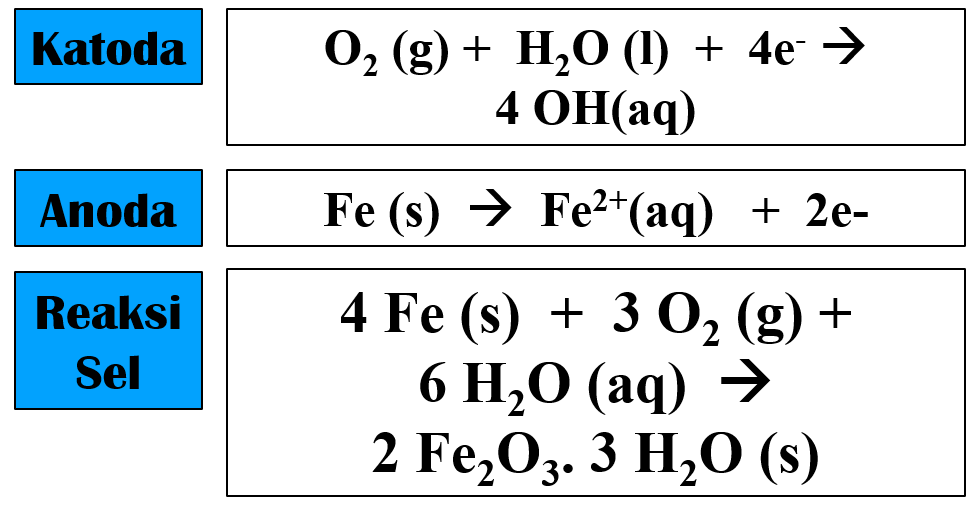 Katoda
O₂ (g) + H₂O (l) + 4e⁻ →
4 OH(aq)
Anoda
Fe (s) → Fe²⁺(aq) + 2e-
Reaksi
Sel
4 Fe (s) + 3 O₂ (g) +
6 H₂O (aq) →
2 Fe₂O₃. 3 H₂O (s)